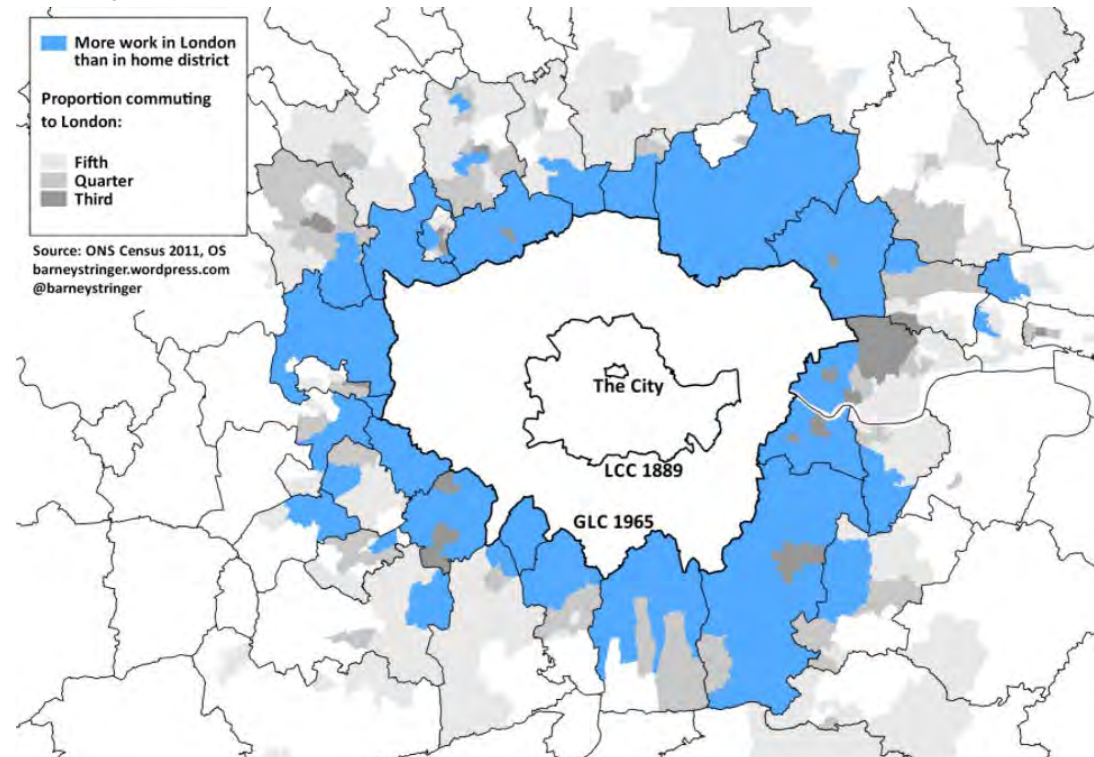 More work in London
than in home district
Proportion commuting
to London:
Fifth
Quarter
Third
Source: ONS Census 2011, OS
barneystringer.wordpress.com
@barneystringer
The City
LCC 1889
GLC 1965